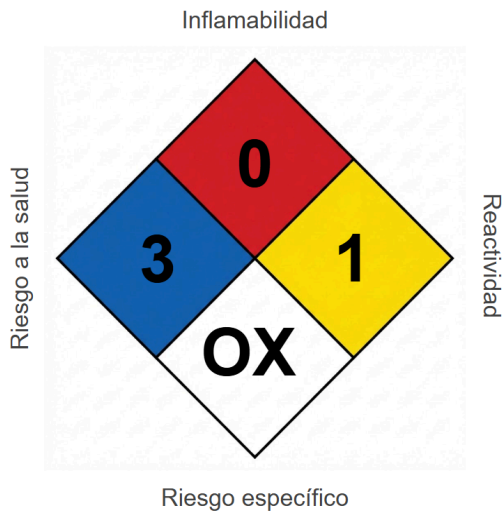 Inflamabilidad
0
Riesgo a la salud
3
1
Reactividad
OX
Riesgo específico